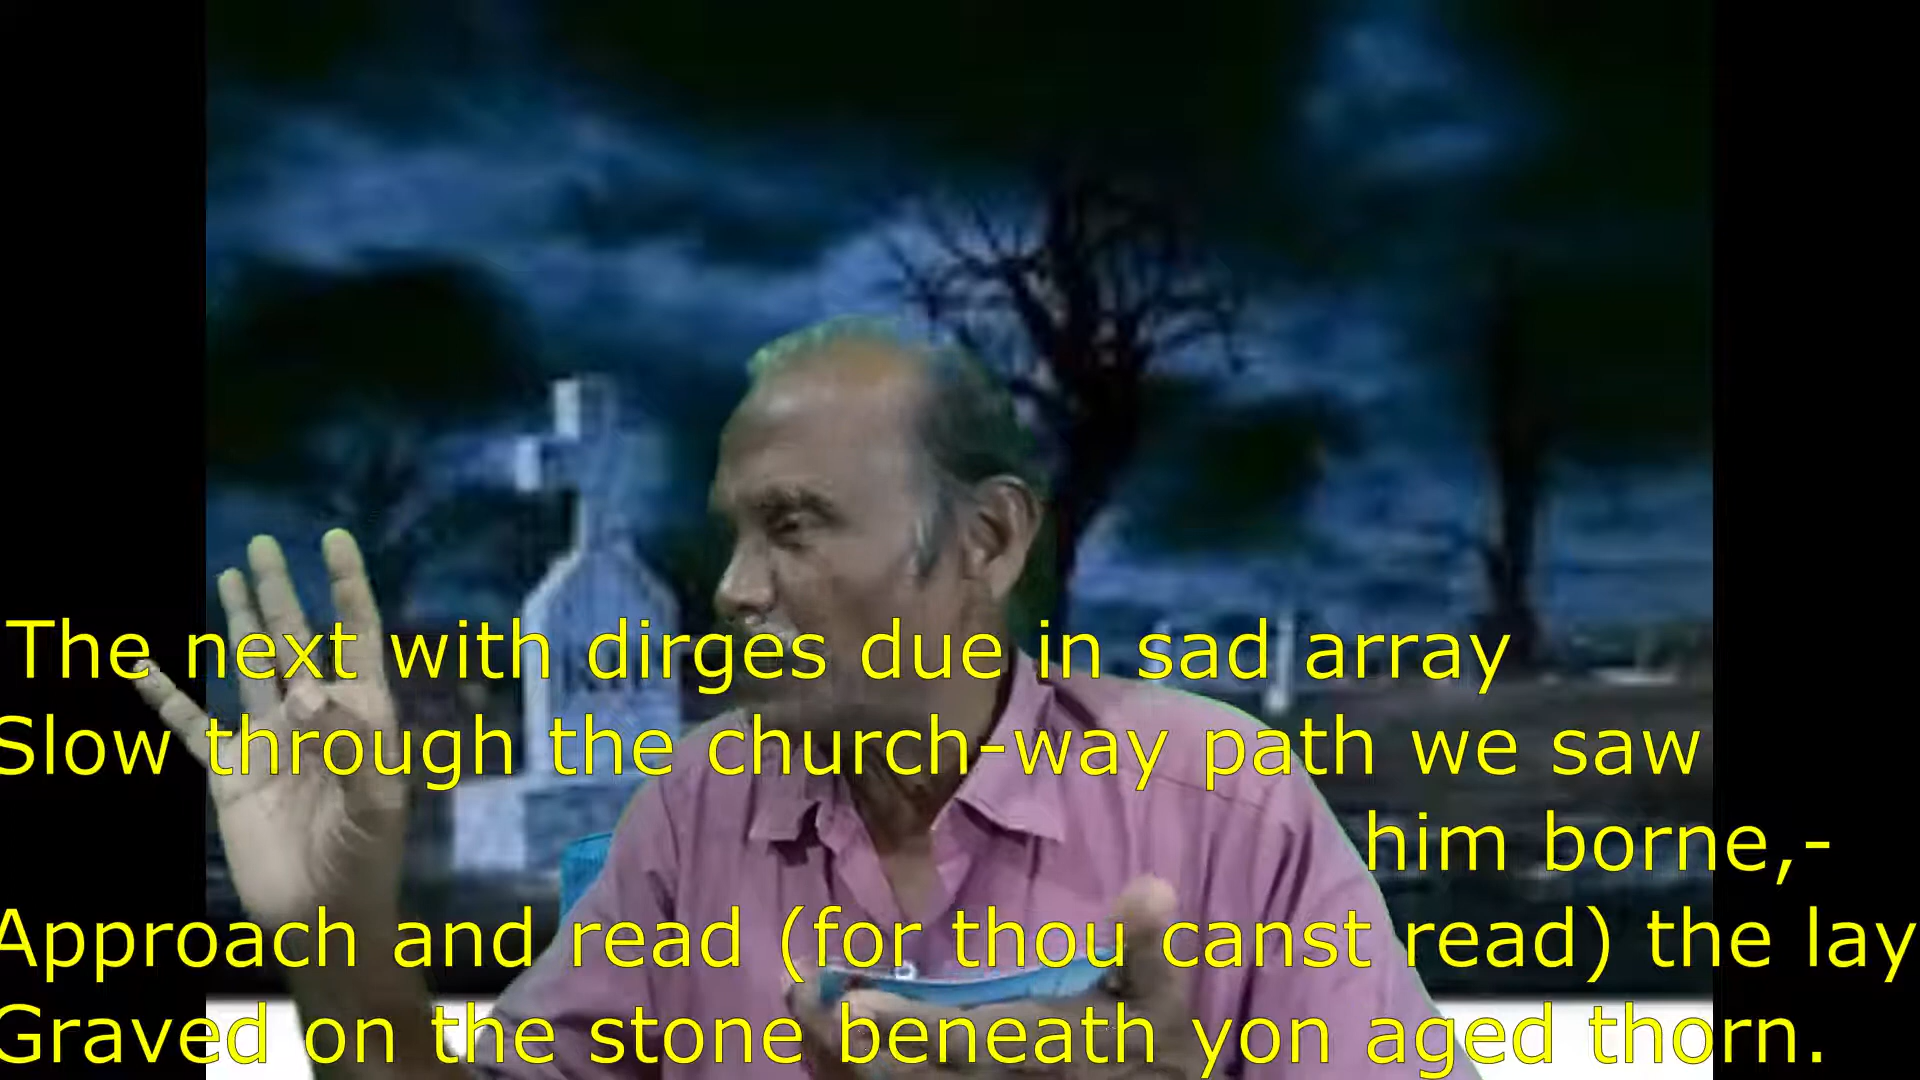 The next with dirges due in sad array
Slow through the church-way path we saw
him borne,-
Approach and read (for thou canst read) the lay
Graved on the stone beneath yon aged thorn.